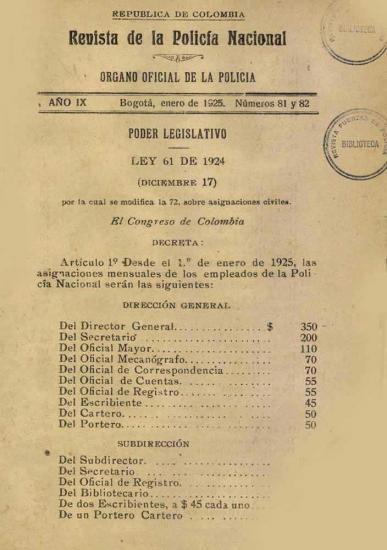 REPUBLICA DE COLOMBIA
Revista de la Policía Nacional
ORGANO OFICIAL DE LA POLICIA
AÑO IX Bogotá, enero de 1925. Números 81 y 82
BIBLIOTECA
REVISTA FUERZAS DE
BIBLIOTECA
PODER LEGISLATIVO
LEY 61 DE 1924
(DICIEMBRE 17)
por la cual se modifica la 72, sobre asignaciones civiles.
El Congreso de Colombia
DECRETA:
Artículo 1º Desde el 1.º de enero de 1925, las
asignaciones mensuales de los empleados de la Poli-
cía Nacional serán las siguientes:
DIRECCIÓN GENERAL
Del Director General.................. $ 350
Del Secretario.......................... 200
Del Oficial Mayor....................... 110
Del Oficial Mecanógrafo................. 70
Del Oficial de Correspondencia.......... 70
Del Oficial de Cuentas.................. 55
Del Oficial de Registro................. 55
Del Escribiente......................... 45
Del Cartero............................. 50
Del Portero............................. 50
SUBDIRECCIÓN
Del Subdirector.................
Del Secretario..................
Del Oficial de Registro.........
Del Bibliotecario...............
De dos Escribientes, a $ 45 cada uno....
De un Portero Cartero...........